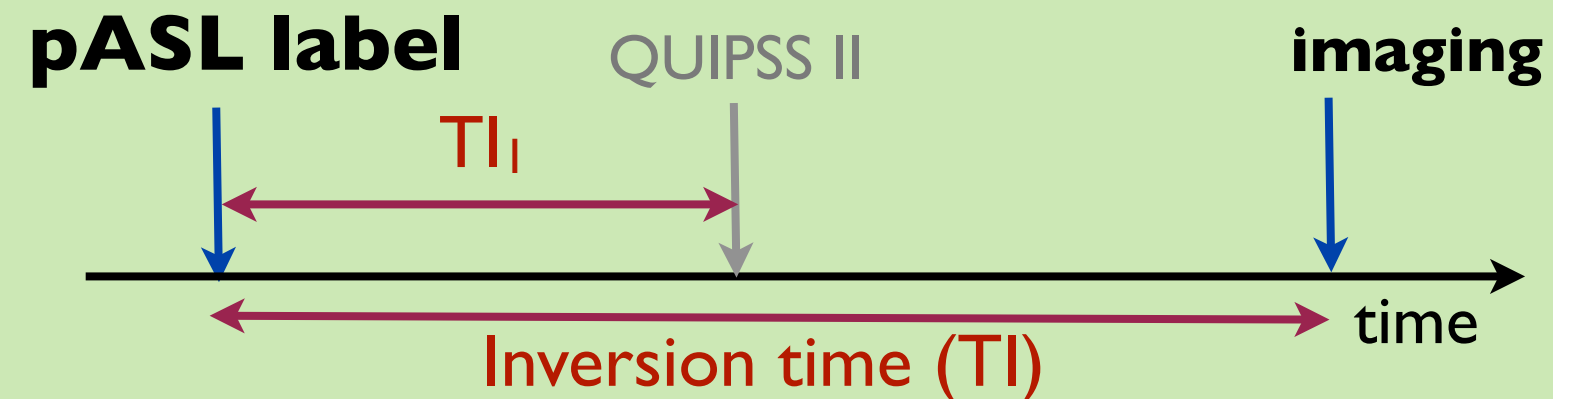 pASL label
QUIPSS II
imaging
TI₁
time
Inversion time (TI)